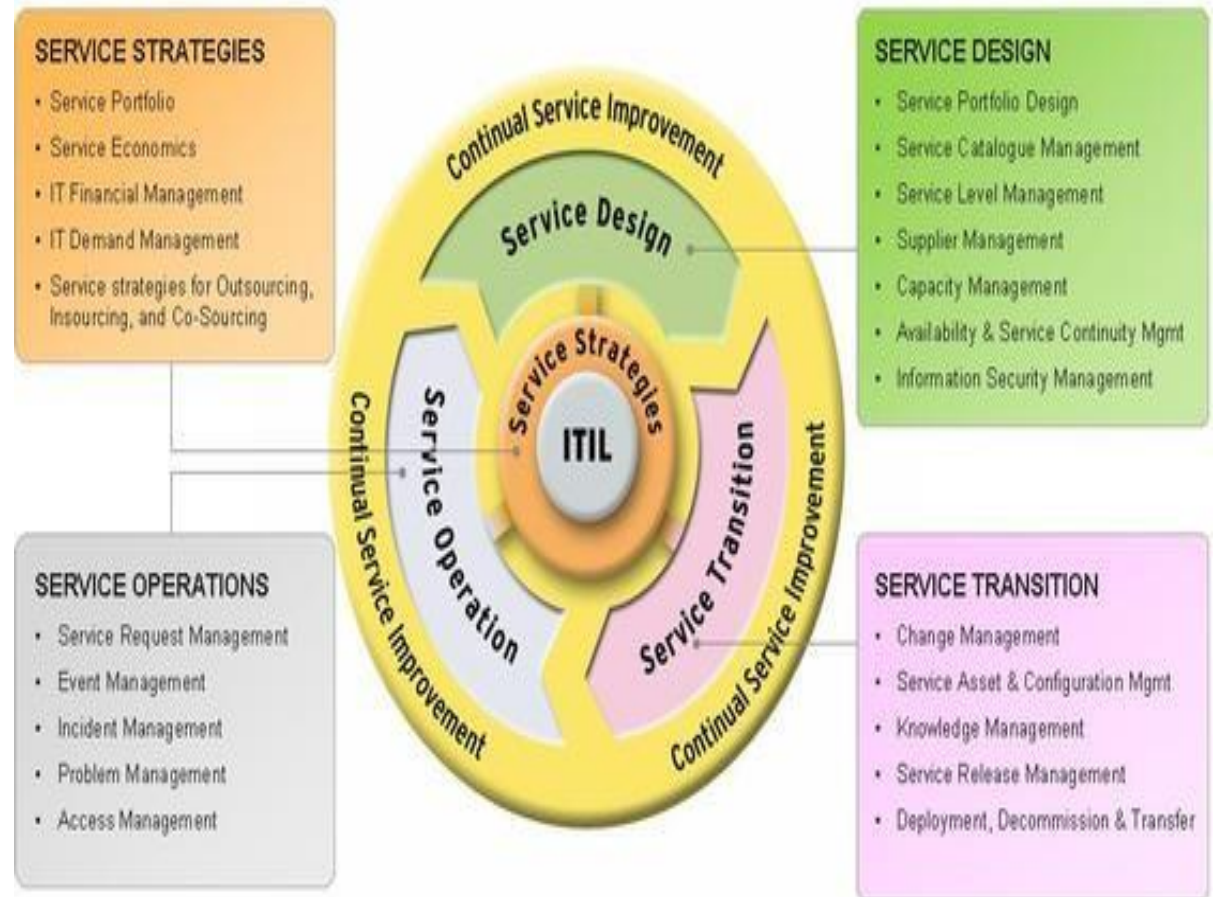 SERVICE STRATEGIES
• Service Portfolio
• Service Economics
• IT Financial Management
• IT Demand Management
• Service strategies for Outsourcing,
Insourcing, and Co-Sourcing
SERVICE DESIGN
• Service Portfolio Design
• Service Catalogue Management
• Service Level Management
• Supplier Management
• Capacity Management
• Availability & Service Continuity Mgmt
• Information Security Management
Continual Service Improvement
Service Design
Service Strategies
ITIL
Service Operation
Service Transition
Continual Service Improvement
Continual Service Improvement
SERVICE OPERATIONS
• Service Request Management
• Event Management
• Incident Management
• Problem Management
• Access Management
SERVICE TRANSITION
• Change Management
• Service Asset & Configuration Mgmt
• Knowledge Management
• Service Release Management
• Deployment, Decommission & Transfer